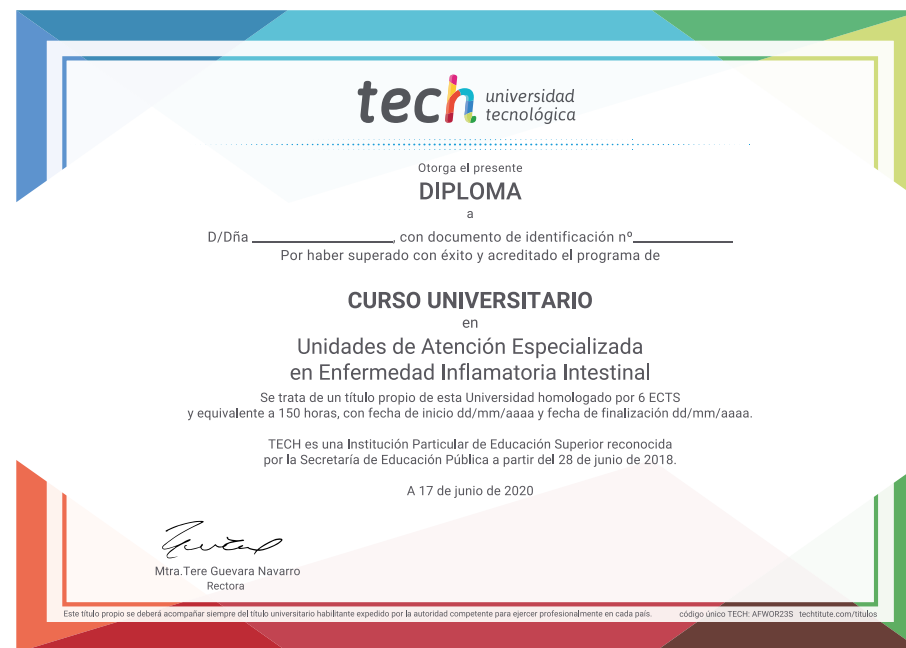 tech universidad
tecnológica
Otorga el presente
DIPLOMA
a
D/Dña ____________________, con documento de identificación nº______________
Por haber superado con éxito y acreditado el programa de
CURSO UNIVERSITARIO
en
Unidades de Atención Especializada
en Enfermedad Inflamatoria Intestinal
Se trata de un título propio de esta Universidad homologado por 6 ECTS
y equivalente a 150 horas, con fecha de inicio dd/mm/aaaa y fecha de finalización dd/mm/aaaa.
TECH es una Institución Particular de Educación Superior reconocida
por la Secretaría de Educación Pública a partir del 28 de junio de 2018.
A 17 de junio de 2020
Mtra.Tere Guevara Navarro
Rectora
Este título propio se deberá acompañar siempre del título universitario habilitante expedido por la autoridad competente para ejercer profesionalmente en cada país. código único TECH: AFWOR23S techtitute.com/titulos